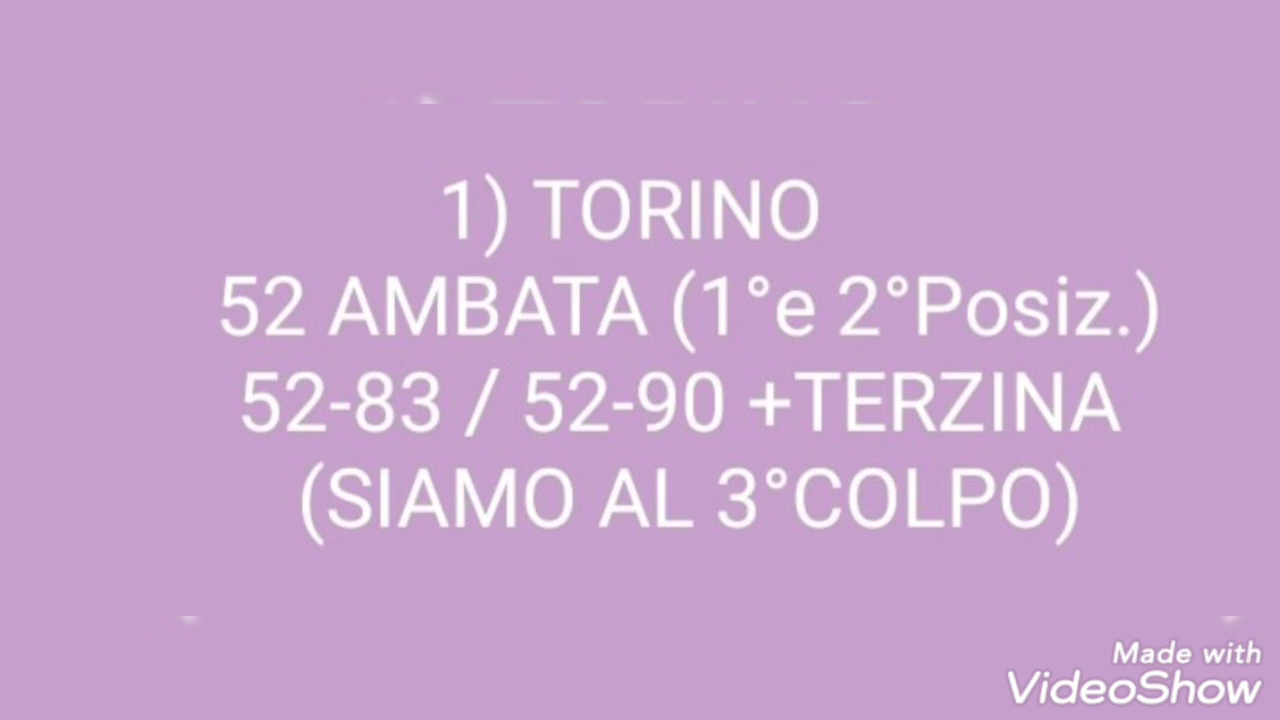 1) TORINO
52 AMBATA (1°e 2°Posiz.)
52-83 / 52-90 +TERZINA
(SIAMO AL 3°COLPO)
Made with
VideoShow